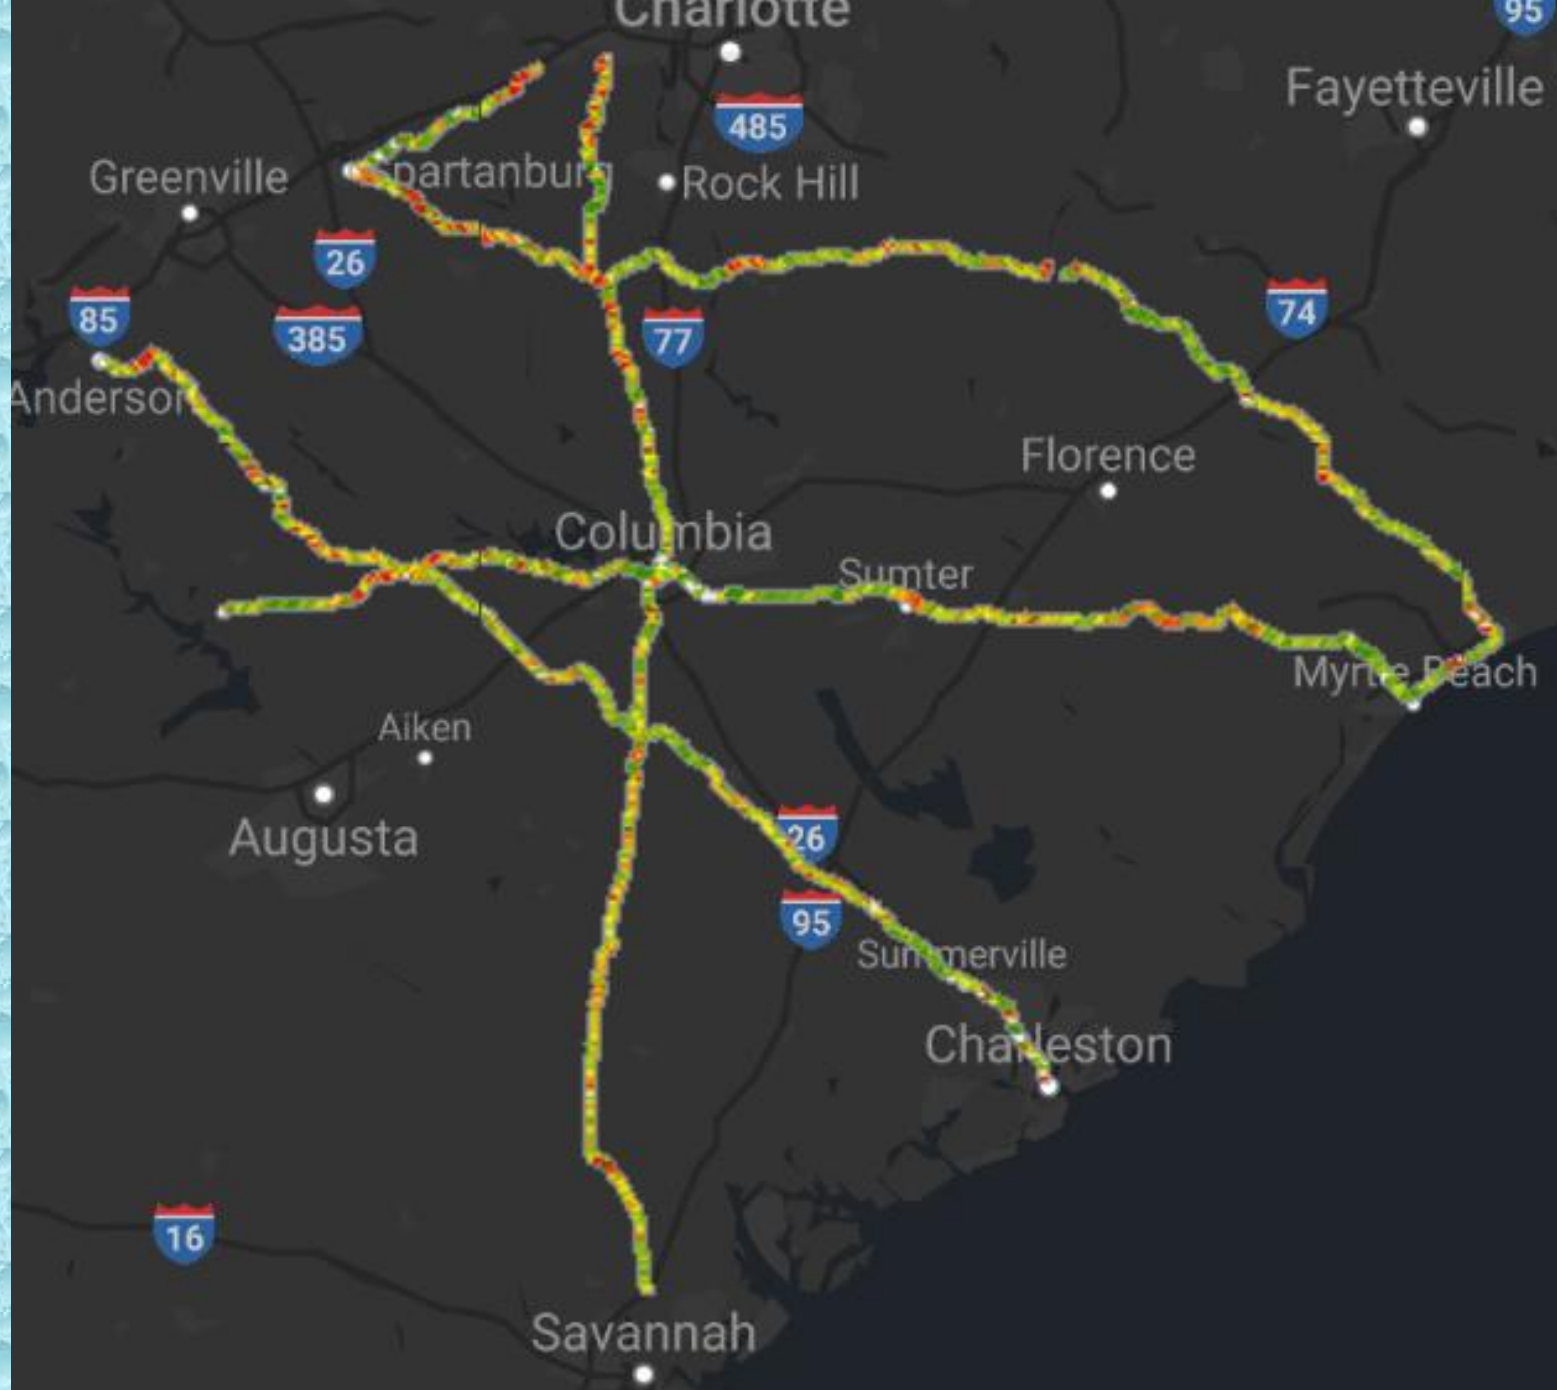 Charlotte
95
Fayetteville
485
Greenville
Spartanburg
Rock Hill
26
85
385
77
74
Anderson
Florence
Columbia
Sumter
Myrtle Beach
Aiken
Augusta
26
95
Summerville
Charleston
16
Savannah